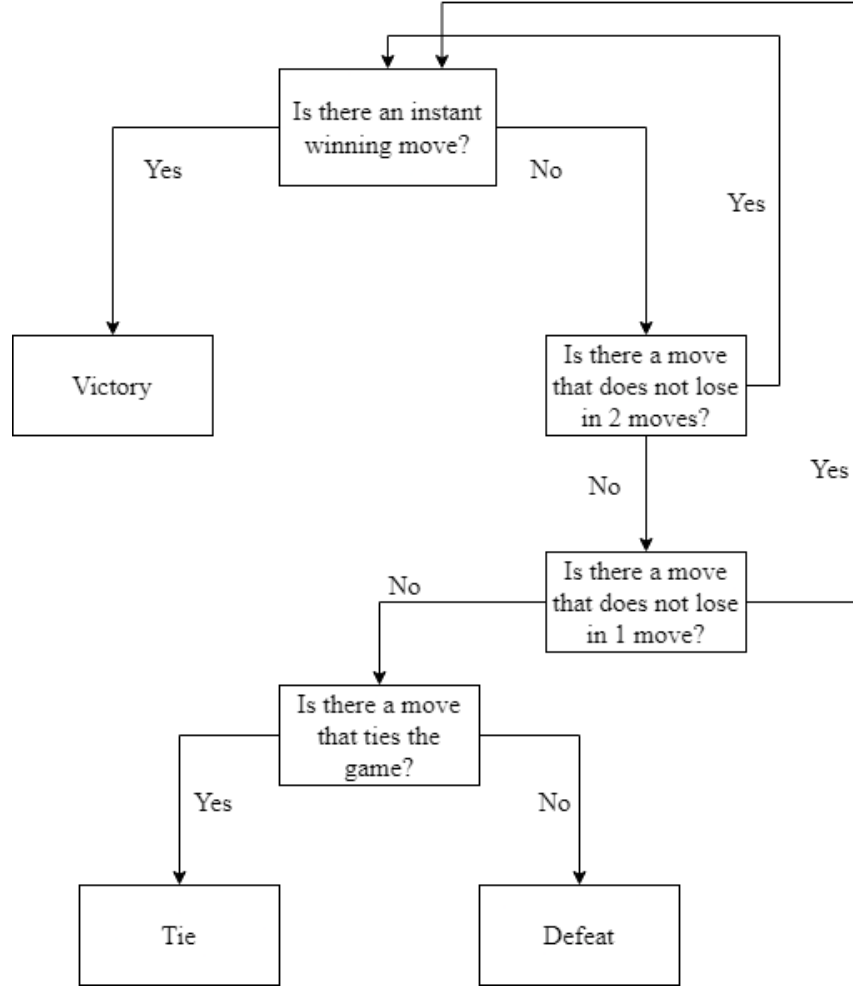 Is there an instant
winning move?
Yes
No
Yes
Victory
Is there a move
that does not lose
in 2 moves?
No
Yes
Is there a move
that does not lose
in 1 move?
No
Is there a move
that ties the
game?
Yes
No
Tie
Defeat